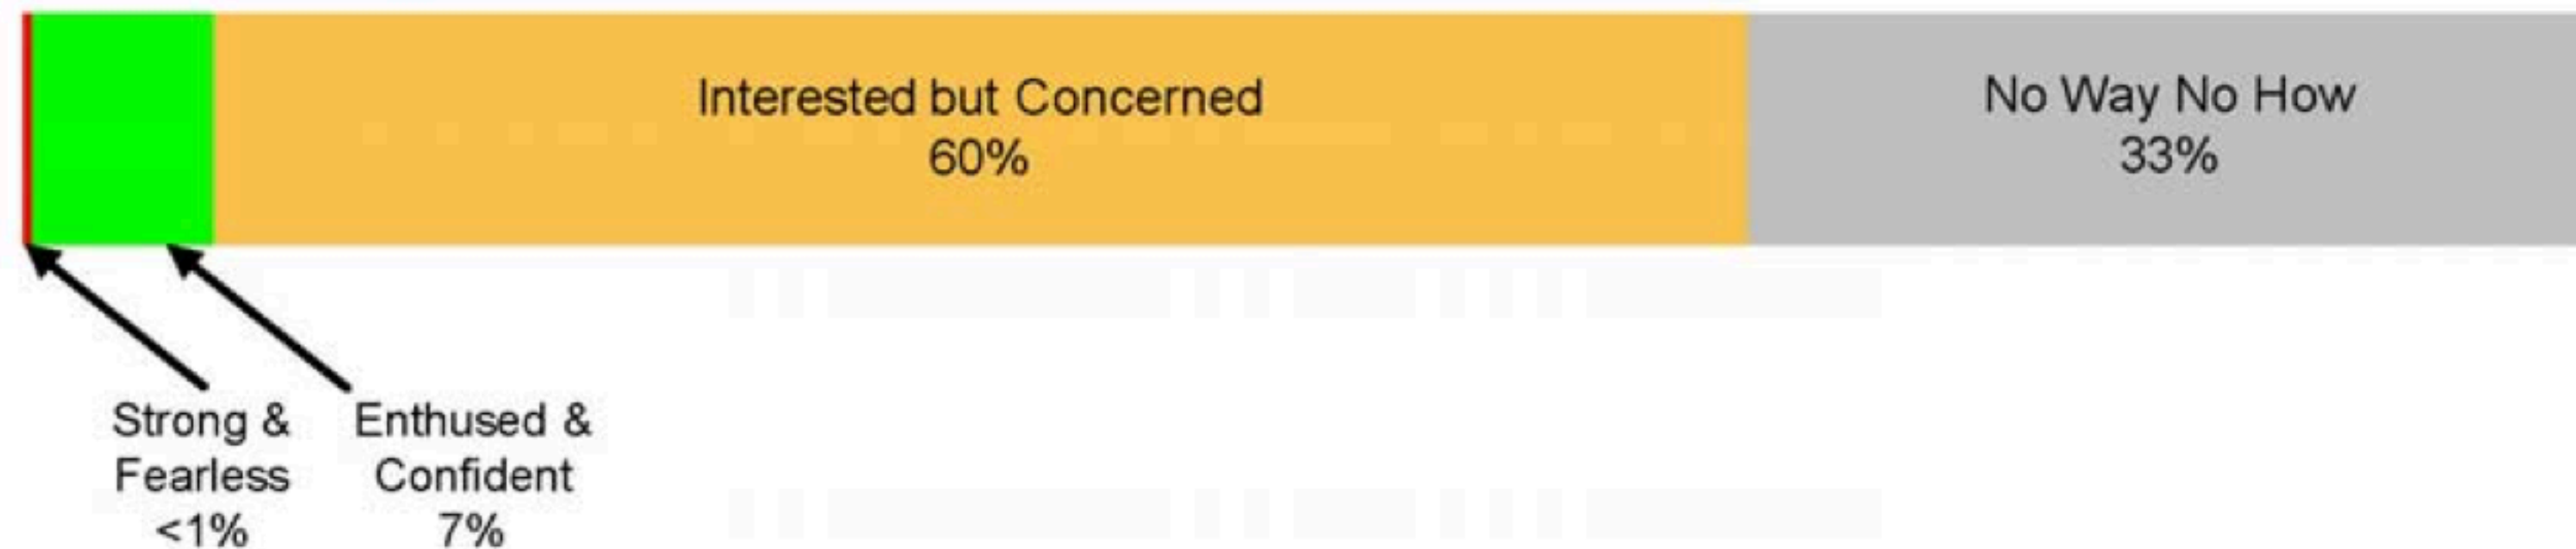 Interested but Concerned
60%
No Way No How
33%
Strong &
Fearless
<1%
Enthused &
Confident
7%